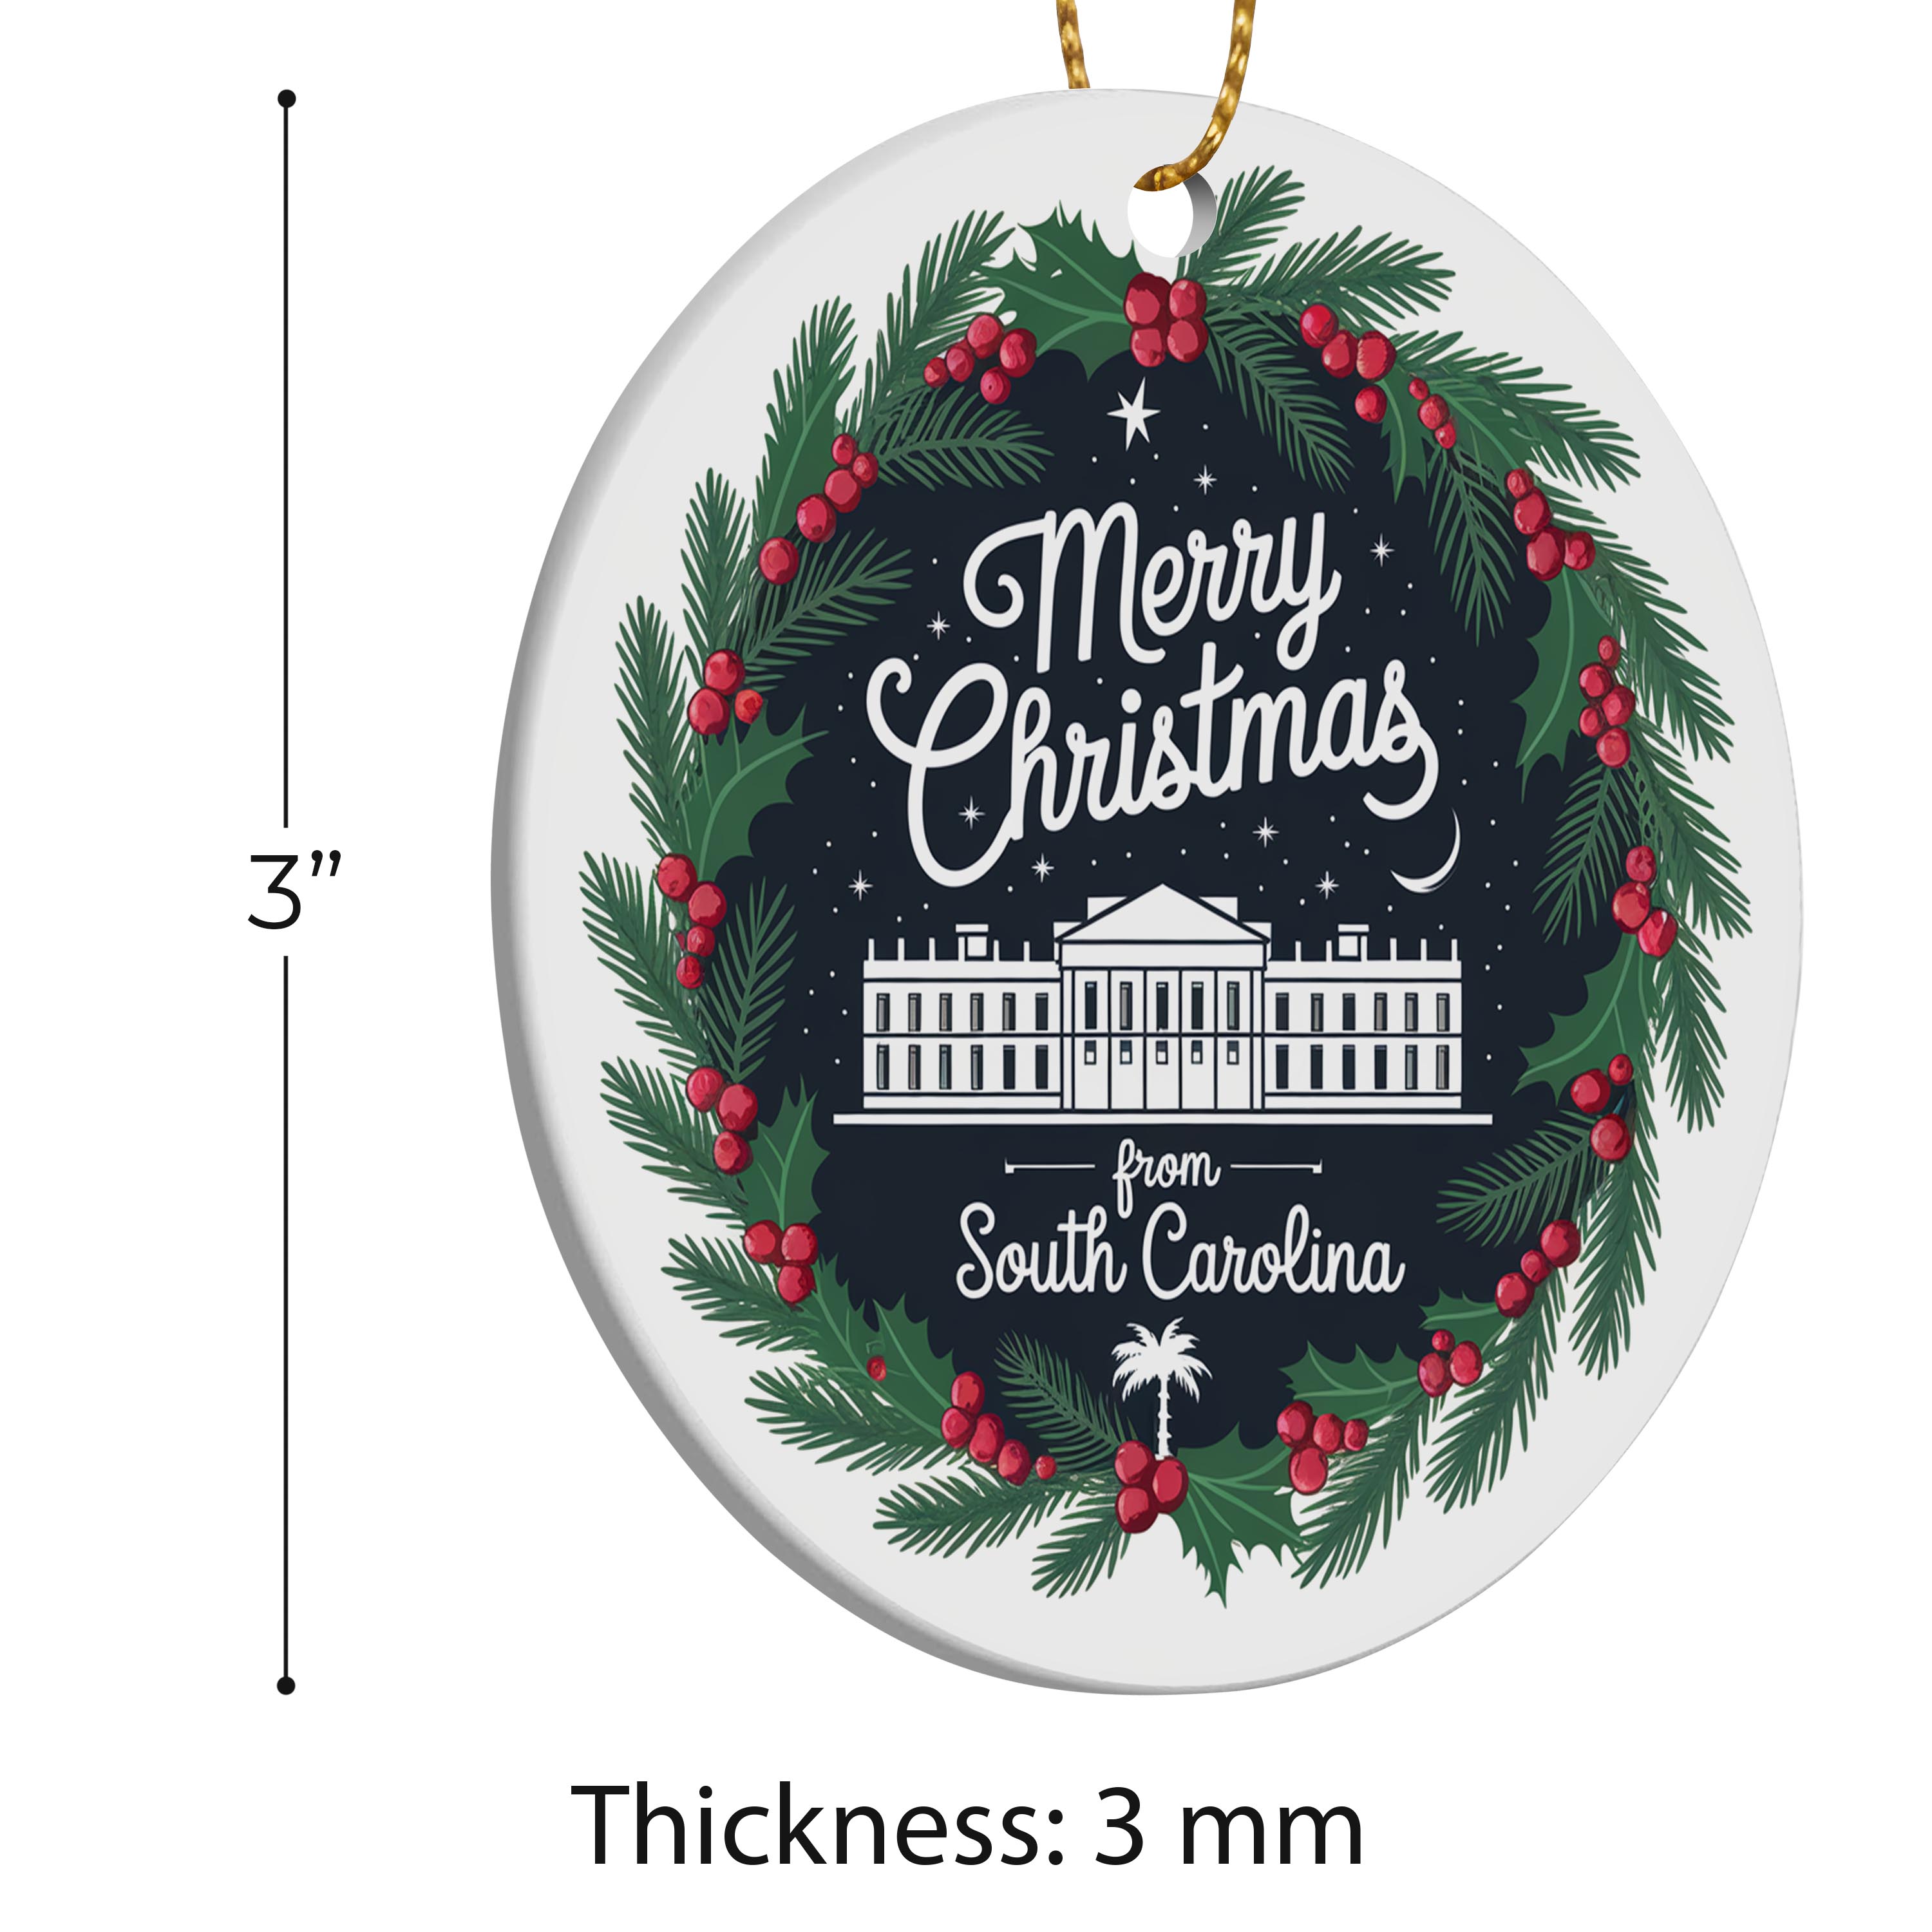 Merry
Christmas
3”
from
South Carolina
Thickness: 3 mm